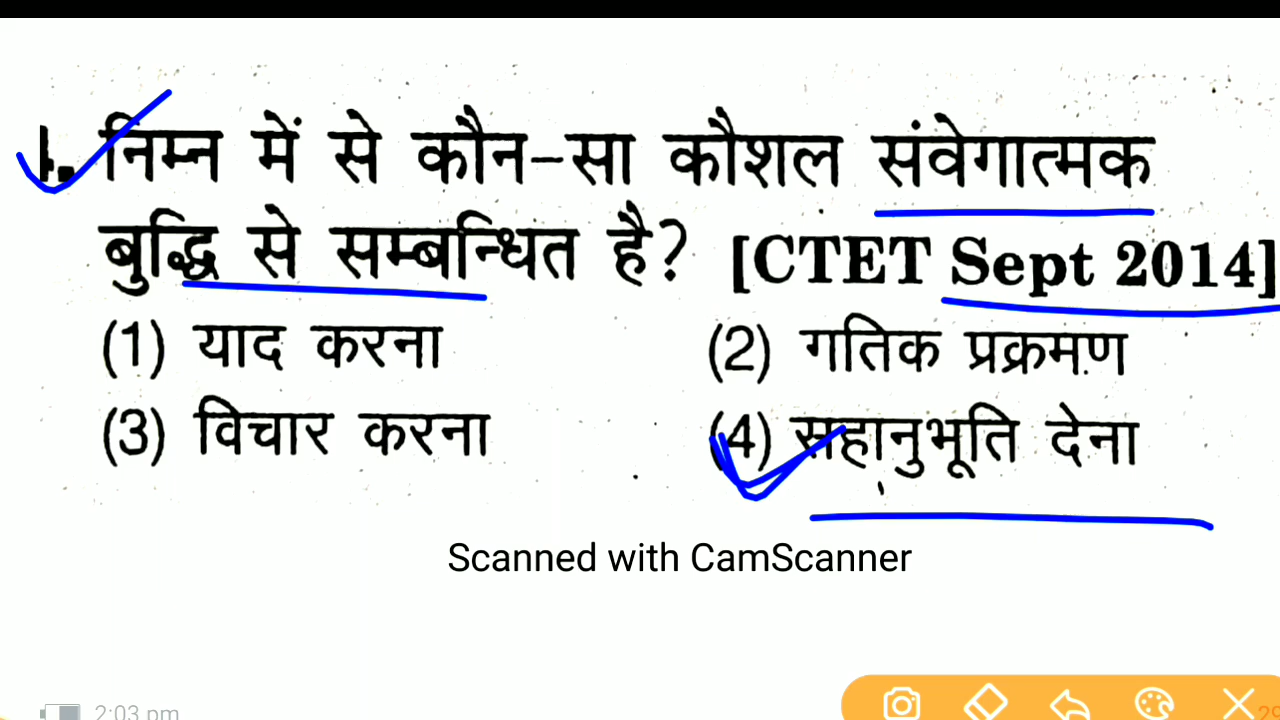 1. निम्न में से कौन-सा कौशल संवेगात्मक
बुद्धि से सम्बन्धित है? [CTET Sept 2014]
(1) याद करना (2) गतिक प्रक्रमण
(3) विचार करना (4) सहानुभूति देना
Scanned with CamScanner
2:03 pm
29